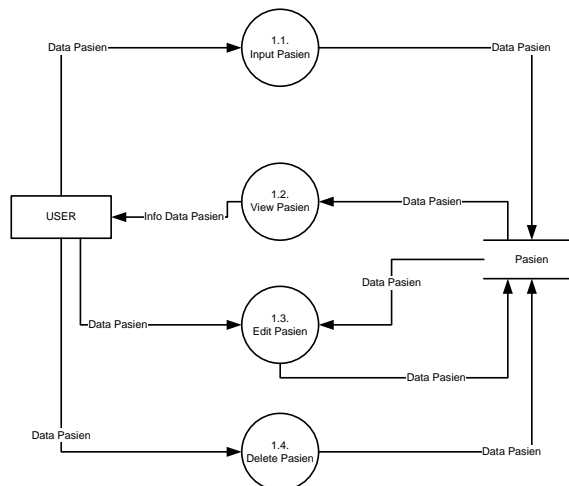 Data Pasien
1.1.
Input Pasien
Data Pasien
1.2.
View Pasien
Data Pasien
USER
Info Data Pasien
Pasien
Data Pasien
1.3.
Edit Pasien
Data Pasien
Data Pasien
Data Pasien
1.4.
Delete Pasien
Data Pasien